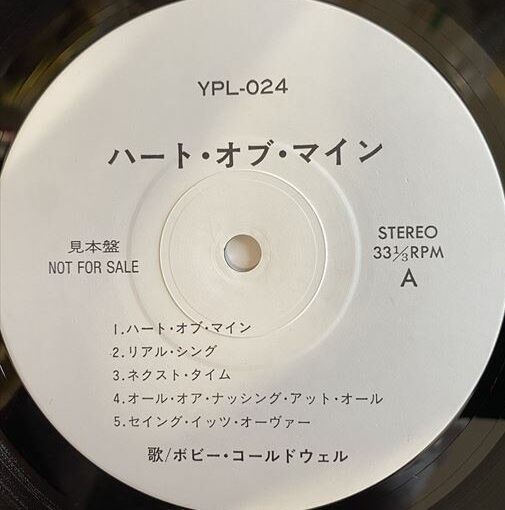 YPL-024
ハート・オブ・マイン
見本盤
NOT FOR SALE
STEREO
33 1/3 RPM
A
1.ハート・オブ・マイン
2.リアル・シング
3.ネクスト・タイム
4.オール・オア・ナッシング・アット・オール
5.セイング・イッツ・オーヴァー
歌/ボビー・コールドウェル